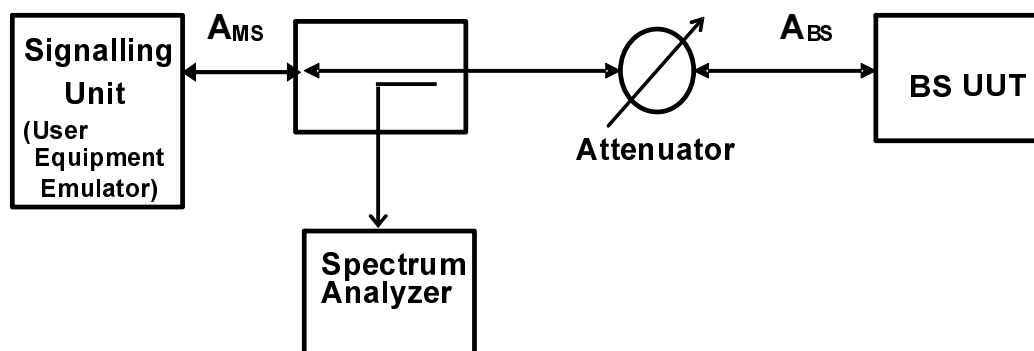 Signalling
Unit
(User
Equipment
Emulator)
AMS
Attenuator
ABS
BS UUT
Spectrum
Analyzer